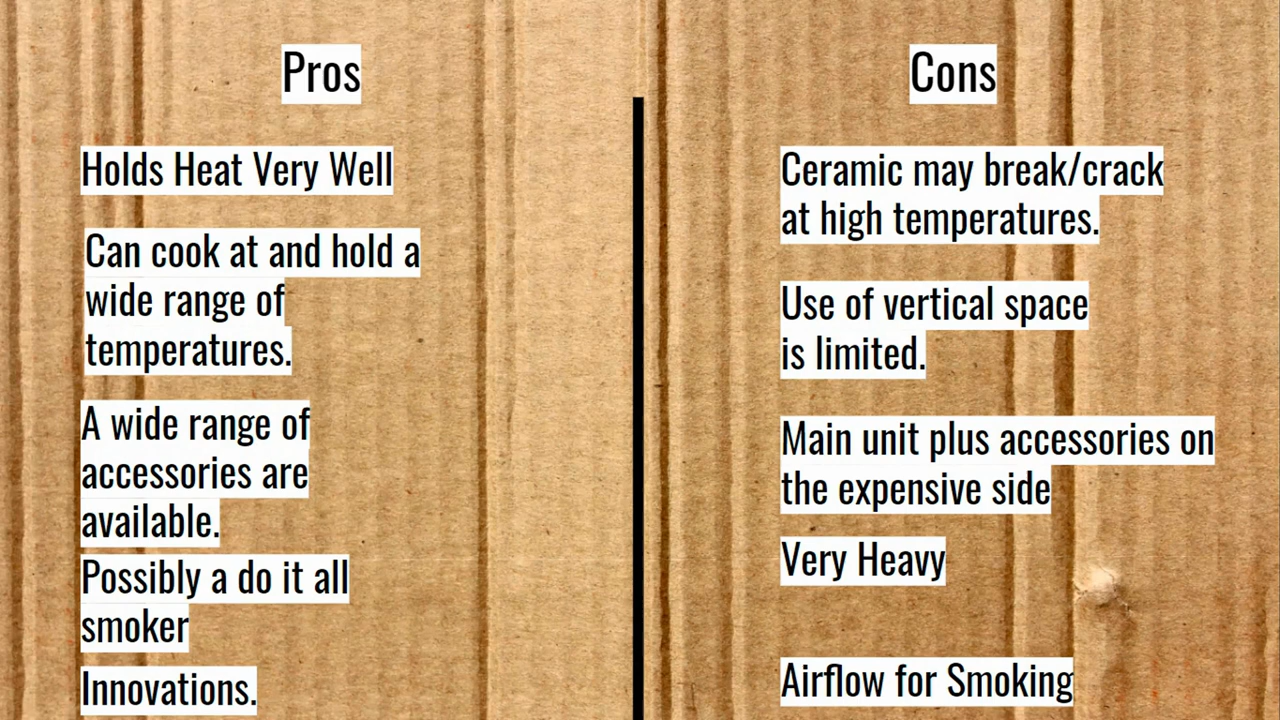 Pros
Holds Heat Very Well
Can cook at and hold a
wide range of
temperatures.
A wide range of
accessories are
available.
Possibly a do it all
smoker
Innovations.
Cons
Ceramic may break/crack
at high temperatures.
Use of vertical space
is limited.
Main unit plus accessories on
the expensive side
Very Heavy
Airflow for Smoking